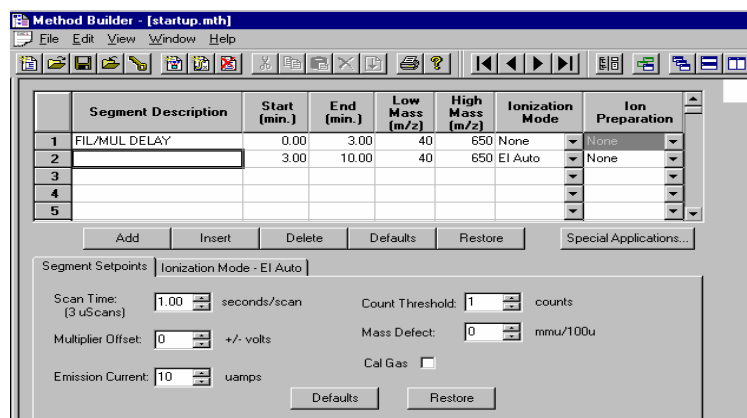 Method Builder - [startup.mth]
File Edit View Window Help
Segment Description Start (min.) End (min.) Low Mass (m/z) High Mass (m/z) Ionization Mode Ion Preparation
1 FIL/MUL DELAY 0.00 3.00 40 650 None None
2 3.00 10.00 40 650 EI Auto None
3
4
5
Add Insert Delete Defaults Restore Special Applications...
Segment Setpoints Ionization Mode - EI Auto
Scan Time: 1.00 seconds/scan Count Threshold: 1 counts
(3 uScans)
Multiplier Offset: 0 +/- volts Mass Defect: 0 mmu/100u
Cal Gas
Emission Current: 10 uamps
Defaults Restore